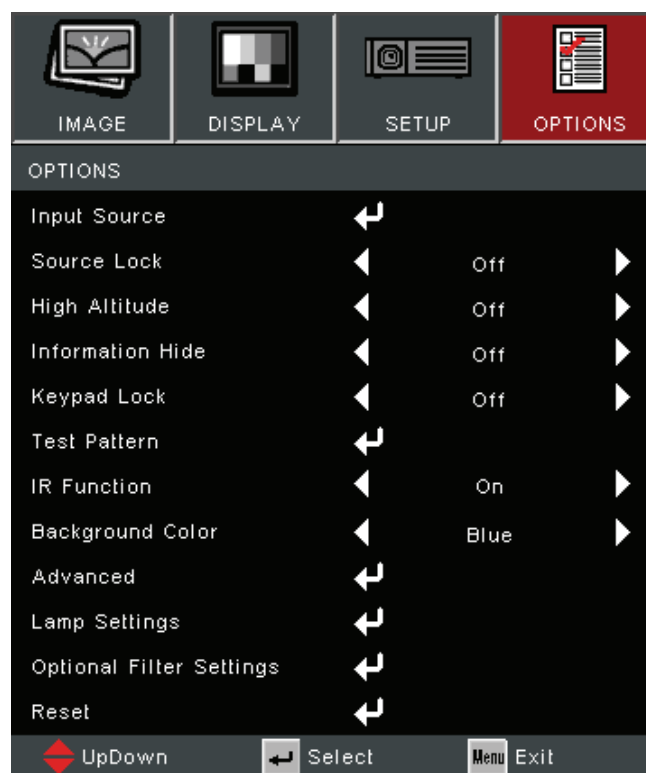 IMAGE DISPLAY SETUP OPTIONS
OPTIONS
Input Source
Source Lock Off
High Altitude Off
Information Hide Off
Keypad Lock Off
Test Pattern
IR Function On
Background Color Blue
Advanced
Lamp Settings
Optional Filter Settings
Reset
UpDown Select Menu Exit